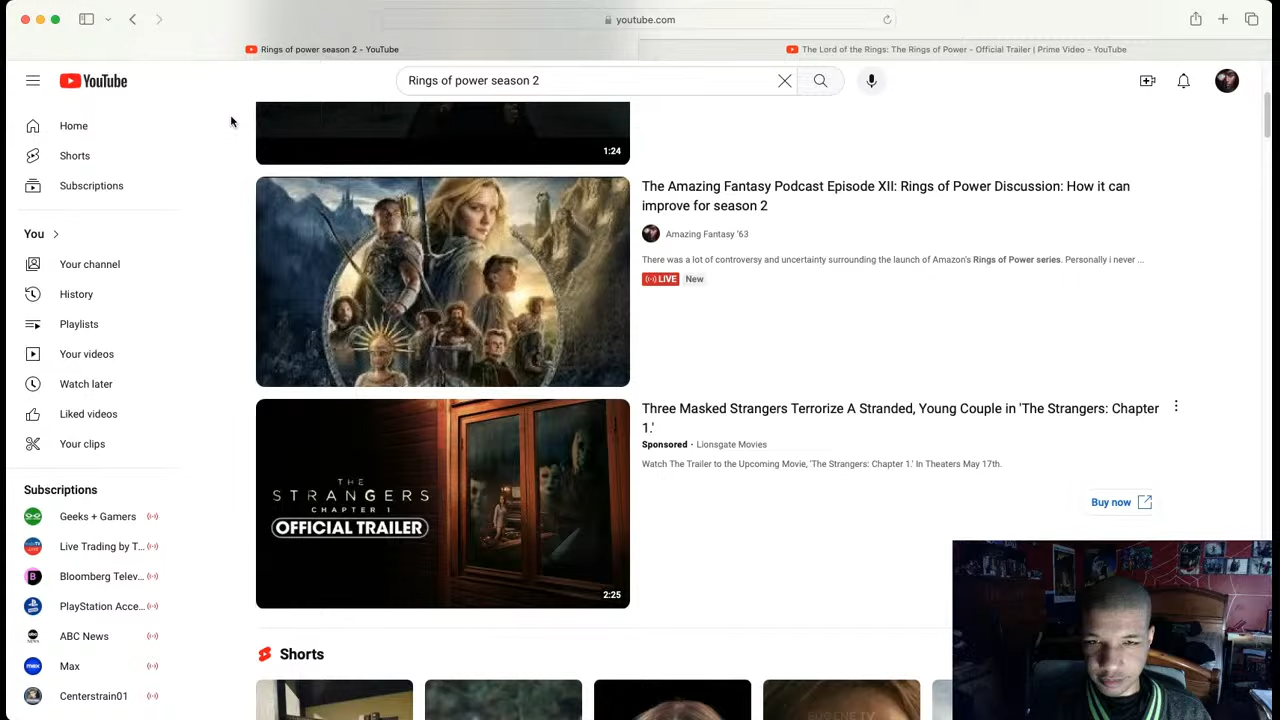 youtube.com
Rings of power season 2 - YouTube
The Lord of the Rings: The Rings of Power - Official Trailer | Prime Video - YouTube
YouTube
Rings of power season 2
Home
Shorts
Subscriptions
You
Your channel
History
Playlists
Your videos
Watch later
Liked videos
Your clips
Subscriptions
Geeks + Gamers
Live Trading by T...
Bloomberg Telev...
PlayStation Acce...
ABC News
Max
Centerstrain01
1:24
The Amazing Fantasy Podcast Episode XII: Rings of Power Discussion: How it can
improve for season 2
Amazing Fantasy '63
There was a lot of controversy and uncertainty surrounding the launch of Amazon's Rings of Power series. Personally i never ...
LIVE New
THE
STRANGERS
CHAPTER 1
OFFICIAL TRAILER
2:25
Three Masked Strangers Terrorize A Stranded, Young Couple in 'The Strangers: Chapter
1.'
Sponsored · Lionsgate Movies
Watch The Trailer to the Upcoming Movie, 'The Strangers: Chapter 1.' In Theaters May 17th.
Buy now
Shorts
EUGENE TV